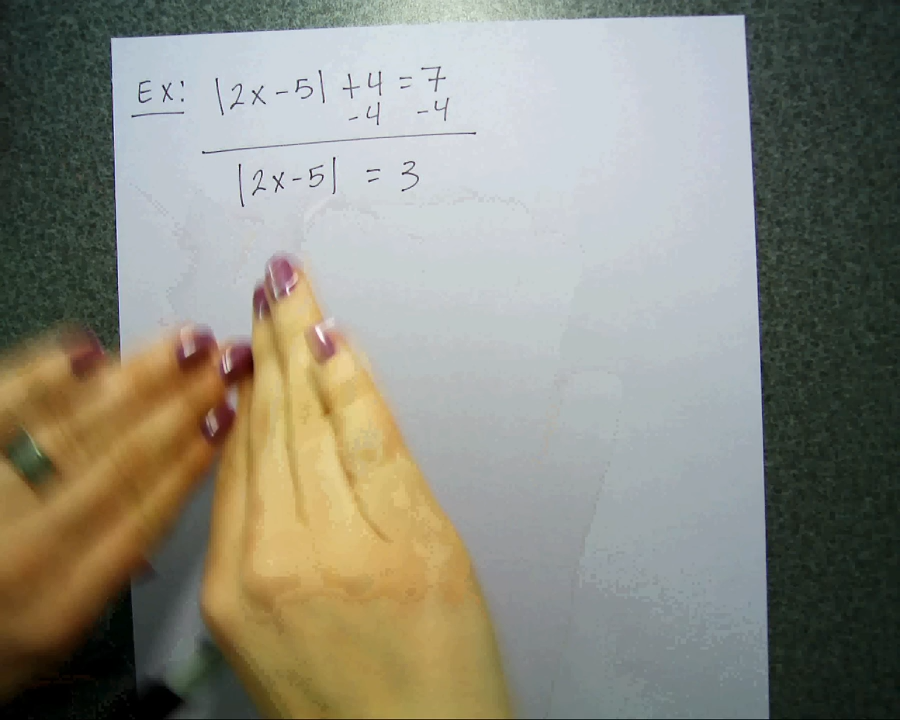 Ex: |2x-5| +4 = 7
-4 -4
|2x-5| = 3